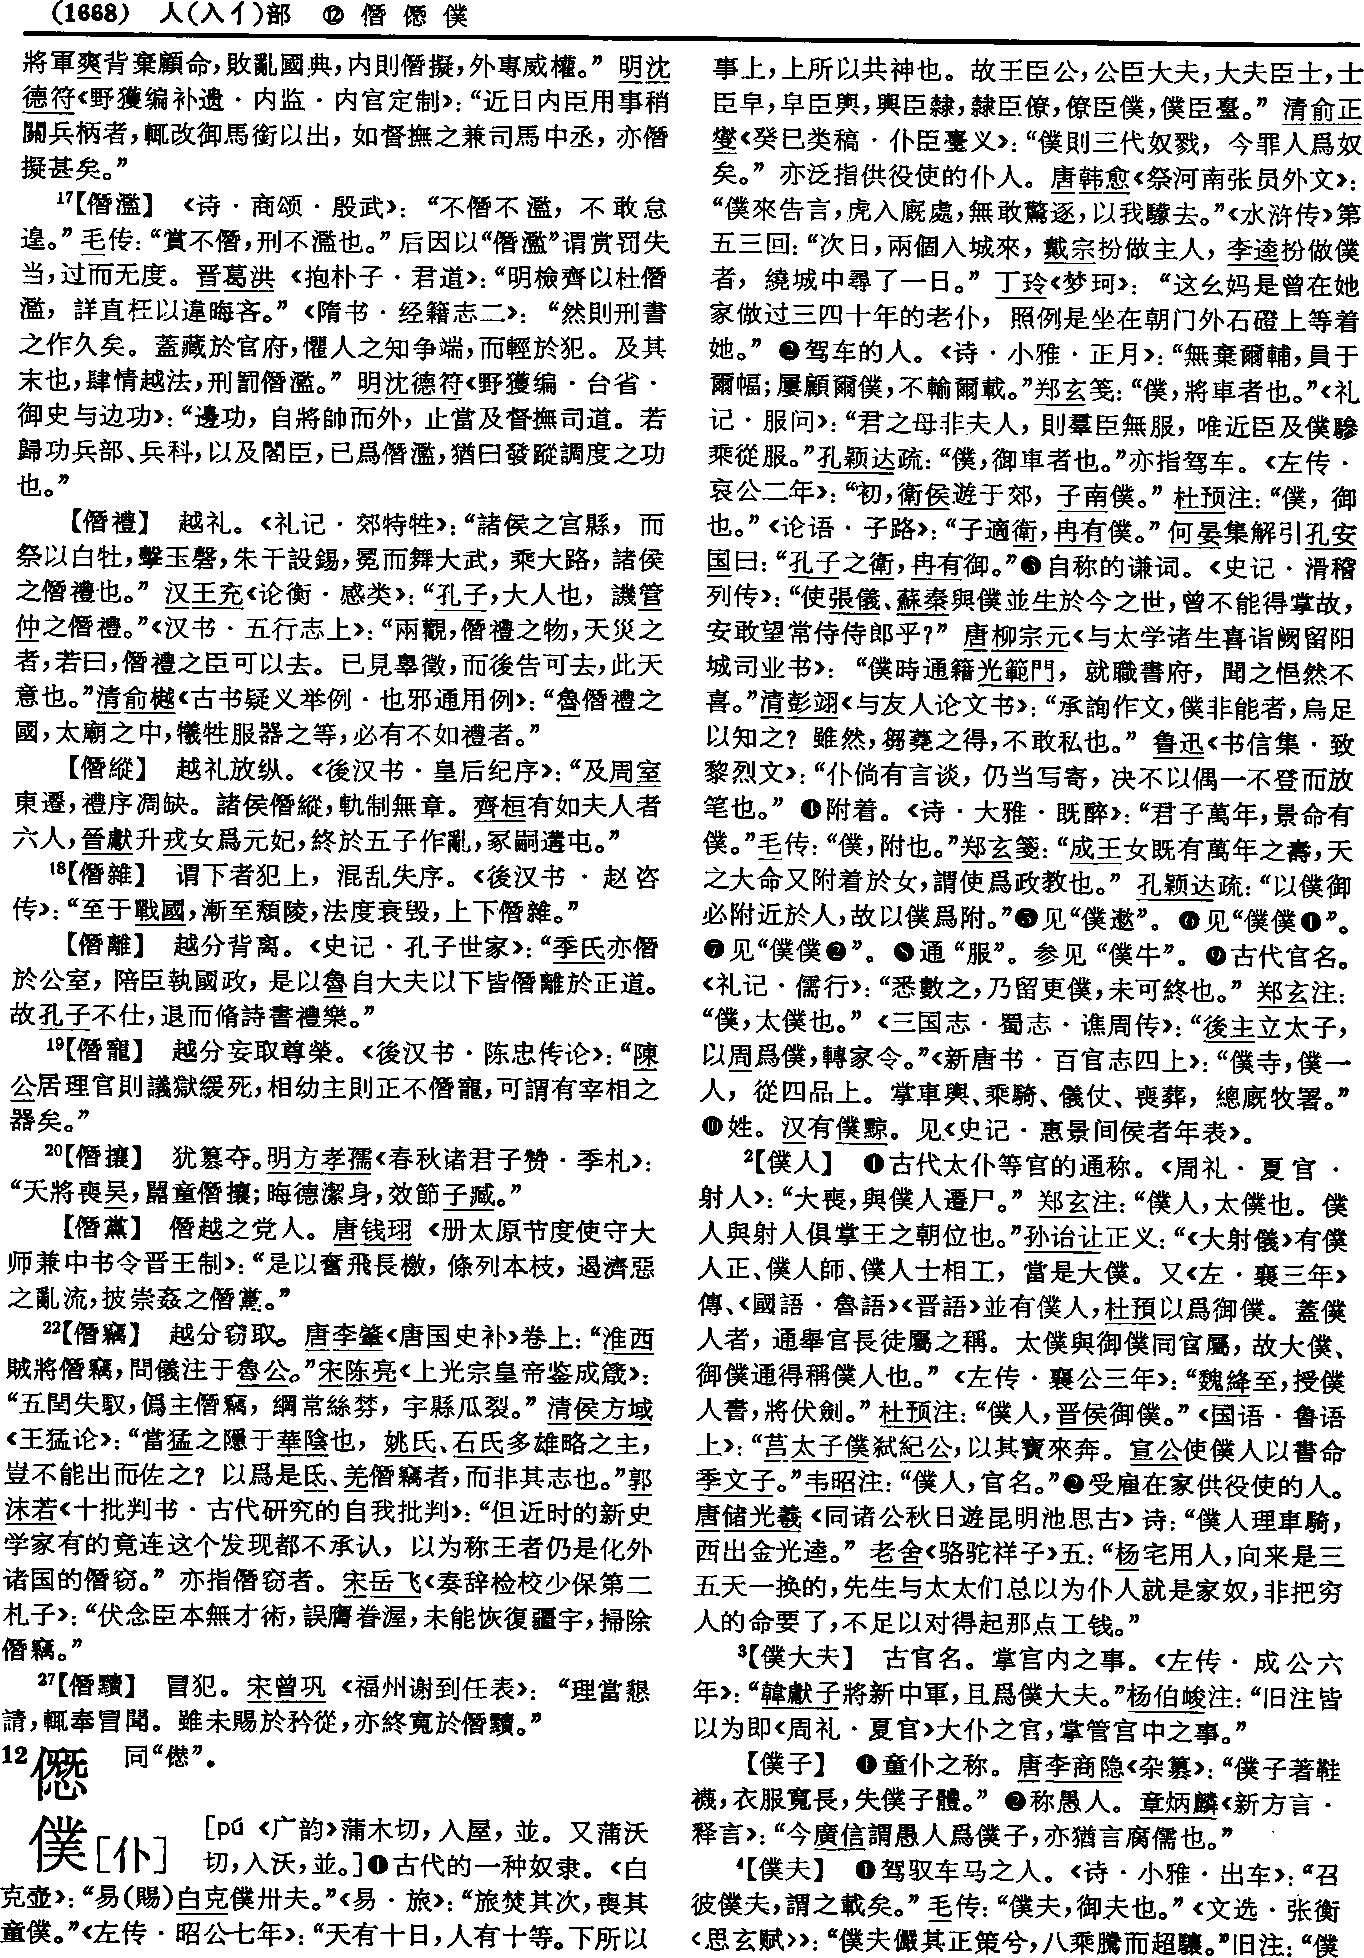 (1668) 人(入亻)部 ⑫ 僭僫僕
將軍爽背棄顧命,敗亂國典,内則僭擬,外專威權。”明沈
德符《野獲编补遗·内监·内官定制》:“近日内臣用事稍
關兵柄者,輒改御馬銜以出,如督撫之兼司馬中丞,亦僭
擬甚矣。”
17【僭濫】 《诗·商颂·殷武》:“不僭不濫,不敢怠
遑。”毛传:“賞不僭,刑不濫也。”后因以“僭濫”谓赏罚失
当,过而无度。晋葛洪《抱朴子·君道》:“明檢齊以杜僭
濫,詳直枉以違晦吝。”《隋书·经籍志二》:“然則刑書
之作久矣。蓋藏於官府,懼人之知争端,而輕於犯。及其
末也,肆情越法,刑罰僭濫。”明沈德符《野獲编·台省·
御史与边功》:“邊功,自將帥而外,止當及督撫司道。若
歸功兵部、兵科,以及閣臣,已爲僭濫,猶曰發蹤調度之功
也。”
【僭禮】 越礼。《礼记·郊特牲》:“諸侯之宫縣,而
祭以白牡,擊玉磬,朱干設錫,冕而舞大武,乘大路,諸侯
之僭禮也。”汉王充《论衡·感类》:“孔子,大人也,譏管
仲之僭禮。”《汉书·五行志上》:“兩觀,僭禮之物,天災之
者,若曰,僭禮之臣可以去。已見辠徵,而後告可去,此天
意也。”清俞樾《古书疑义举例·也邪通用例》:“魯僭禮之
國,太廟之中,犧牲服器之等,必有不如禮者。”
【僭縱】 越礼放纵。《後汉书·皇后纪序》:“及周室
東遷,禮序凋缺。諸侯僭縱,軌制無章。齊桓有如夫人者
六人,晉獻升戎女爲元妃,終於五子作亂,冢嗣遘屯。”
18【僭雜】 谓下者犯上,混乱失序。《後汉书·赵咨
传》:“至于戰國,漸至頹陵,法度衰毁,上下僭雜。”
【僭離】 越分背离。《史记·孔子世家》:“季氏亦僭
於公室,陪臣執國政,是以魯自大夫以下皆僭離於正道。
故孔子不仕,退而脩詩書禮樂。”
19【僭寵】 越分妄取尊榮。《後汉书·陈忠传论》:“陳
公居理官則議獄缓死,相幼主則正不僭寵,可謂有宰相之
器矣。”
20【僭攘】 犹篡夺。明方孝孺《春秋诸君子赞·季札》:
“天將喪吴,嚚童僭攘;晦德潔身,效節子臧。”
【僭黨】 僭越之党人。唐钱珝《册太原节度使守大
师兼中书令晋王制》:“是以奮飛長檄,條列本枝,遏濟惡
之亂流,披崇姦之僭黨。”
22【僭竊】 越分窃取。唐李肇《唐国史补》卷上:“淮西
賊將僭竊,問儀注于魯公。”宋陈亮《上光宗皇帝鉴成箴》:
“五閏失馭,僞主僭竊,綱常絲棼,宇縣瓜裂。”清侯方域
《王猛论》:“當猛之隱于華陰也,姚氏、石氏多雄略之主,
豈不能出而佐之?以爲是氐、羌僭竊者,而非其志也。”郭
沫若《十批判书·古代研究的自我批判》:“但近时的新史
学家有的竟连这个发现都不承认,以为称王者仍是化外
诸国的僭窃。”亦指僭窃者。宋岳飞《奏辞检校少保第二
札子》:“伏念臣本無才術,誤膺眷渥,未能恢復疆宇,掃除
僭竊。”
27【僭黷】 冒犯。宋曾巩《福州谢到任表》:“理當懇
請,輒奉冒聞。雖未賜於矜從,亦終寬於僭黷。”
12僫 同“僁”。
僕[仆] [pú《广韵》蒲木切,入屋,並。又蒲沃
切,入沃,並。]❶古代的一种奴隶。《白
克壶》:“易(賜)白克僕卅夫。”《易·旅》:“旅焚其次,喪其
童僕。”《左传·昭公七年》:“天有十日,人有十等。下所以
事上,上所以共神也。故王臣公,公臣大夫,大夫臣士,士
臣皁,皁臣輿,輿臣隸,隸臣僚,僚臣僕,僕臣臺。”清俞正
燮《癸巳类稿·仆臣臺义》:“僕則三代奴戮,今罪人爲奴
矣。”亦泛指供役使的仆人。唐韩愈《祭河南张员外文》:
“僕來告言,虎入廄處,無敢驚逐,以我驜去。”《水浒传》第
五三回:“次日,兩個入城來,戴宗扮做主人,李逵扮做僕
者,繞城中尋了一日。”丁玲《梦珂》:“这幺妈是曾在她
家做过三四十年的老仆,照例是坐在朝门外石磴上等着
她。”❷驾车的人。《诗·小雅·正月》:“無棄爾輔,員于
爾輻;屢顧爾僕,不輸爾載。”郑玄笺:“僕,將車者也。”《礼
记·服问》:“君之母非夫人,則羣臣無服,唯近臣及僕驂
乘從服。”孔颖达疏:“僕,御車者也。”亦指驾车。《左传·
哀公二年》:“初,衛侯遊于郊,子南僕。”杜预注:“僕,御
也。”《论语·子路》:“子適衛,冉有僕。”何晏集解引孔安
国曰:“孔子之衛,冉有御。”❸自称的谦词。《史记·滑稽
列传》:“使張儀、蘇秦與僕並生於今之世,曾不能得掌故,
安敢望常侍侍郎乎?”唐柳宗元《与太学诸生喜诣阙留阳
城司业书》:“僕時通籍光範門,就職書府,聞之悒然不
喜。”清彭翊《与友人论文书》:“承詢作文,僕非能者,烏足
以知之?雖然,芻蕘之得,不敢私也。”鲁迅《书信集·致
黎烈文》:“仆倘有言谈,仍当写寄,决不以偶一不登而放
笔也。”❹附着。《诗·大雅·既醉》:“君子萬年,景命有
僕。”毛传:“僕,附也。”郑玄箋:“成王女既有萬年之壽,天
之大命又附着於女,謂使爲政教也。”孔颖达疏:“以僕御
必附近於人,故以僕爲附。”❺见“僕遬”。❻见“僕僕❶”。
❼见“僕僕❷”。❽通“服”。参见“僕牛”。❾古代官名。
《礼记·儒行》:“悉數之,乃留更僕,未可終也。”郑玄注:
“僕,太僕也。”《三国志·蜀志·谯周传》:“後主立太子,
以周爲僕,轉家令。”《新唐书·百官志四上》:“僕寺,僕一
人,從四品上。掌車輿、乘騎、儀仗、喪葬,總廄牧署。”
❿姓。汉有僕黥。见《史记·惠景间侯者年表》。
2【僕人】 ❶古代太仆等官的通称。《周礼·夏官·
射人》:“大喪,與僕人遷尸。”郑玄注:“僕人,太僕也。僕
人與射人俱掌王之朝位也。”孙诒让正义:“《大射儀》有僕
人正、僕人師、僕人士相工,當是大僕。又《左·襄三年》
傳、《國語·魯語》《晋語》並有僕人,杜預以爲御僕。蓋僕
人者,通舉官長徒屬之稱。太僕與御僕同官屬,故大僕、
御僕通得稱僕人也。”《左传·襄公三年》:“魏絳至,授僕
人書,將伏劍。”杜预注:“僕人,晋侯御僕。”《国语·鲁语
上》:“莒太子僕弑紀公,以其寶來奔。宣公使僕人以書命
季文子。”韦昭注:“僕人,官名。”❷受雇在家供役使的人。
唐储光羲《同诸公秋日遊昆明池思古》诗:“僕人理車騎,
西出金光逵。”老舍《骆驼祥子》五:“杨宅用人,向来是三
五天一换的,先生与太太们总以为仆人就是家奴,非把穷
人的命要了,不足以对得起那点工钱。”
3【僕大夫】 古官名。掌宫内之事。《左传·成公六
年》:“韓獻子將新中軍,且爲僕大夫。”杨伯峻注:“旧注皆
以为即《周礼·夏官》大仆之官,掌管宫中之事。”
【僕子】 ❶童仆之称。唐李商隐《杂纂》:“僕子著鞋
襪,衣服寬長,失僕子體。”❷称愚人。章炳麟《新方言·
释言》:“今廣信謂愚人爲僕子,亦猶言腐儒也。”
4【僕夫】 ❶驾驭车马之人。《诗·小雅·出车》:“召
彼僕夫,謂之載矣。”毛传:“僕夫,御夫也。”《文选·张衡
〈思玄赋〉》:“僕夫儼其正策兮,八乘騰而超驤。”旧注:“僕